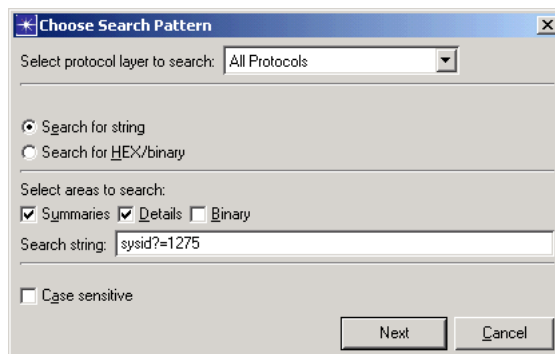 Choose Search Pattern
Select protocol layer to search: All Protocols
Search for string
Search for HEX/binary
Select areas to search:
Summaries Details Binary
Search string: sysid?=1275
Case sensitive
Next Cancel